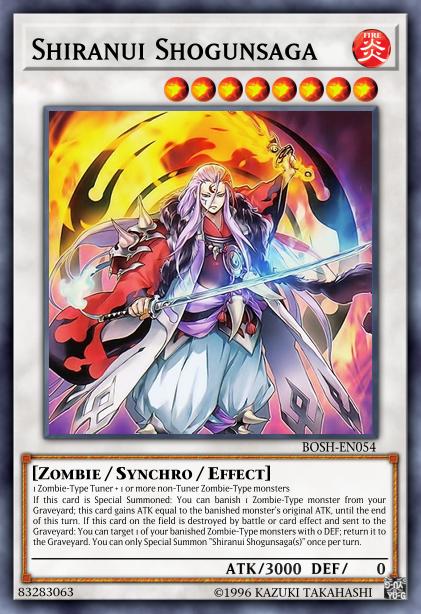 Shiranui Shogunsaga
FIRE
炎
BOSH-EN054
[Zombie / Synchro / Effect]
1 Zombie-Type Tuner + 1 or more non-Tuner Zombie-Type monsters
If this card is Special Summoned: You can banish 1 Zombie-Type monster from your
Graveyard; this card gains ATK equal to the banished monster's original ATK, until the end
of this turn. If this card on the field is destroyed by battle or card effect and sent to the
Graveyard: You can target 1 of your banished Zombie-Type monsters with 0 DEF; return it to
the Graveyard. You can only Special Summon "Shiranui Shogunsaga(s)" once per turn.
ATK/3000 DEF/ 0
83283063
©1996 KAZUKI TAKAHASHI